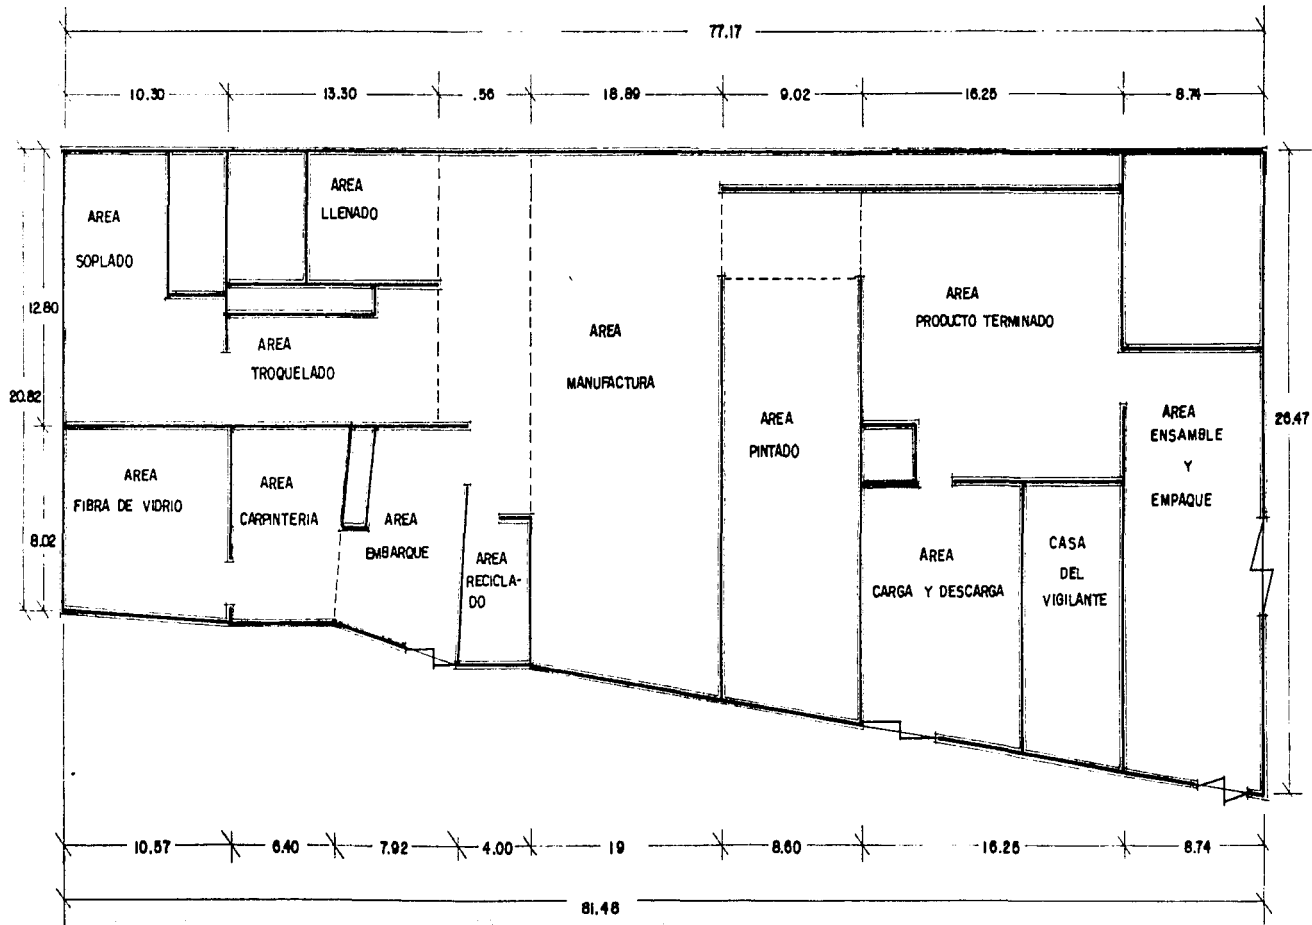 77.17
10.30 13.30 .56 18.89 9.02 16.25 8.74
AREA
LLENADO
AREA
SOPLADO
12.80
20.82
8.02
AREA
TROQUELADO
AREA
MANUFACTURA
AREA
PRODUCTO TERMINADO
AREA
PINTADO
AREA
ENSAMBLE
Y
EMPAQUE
26.47
AREA
FIBRA DE VIDRIO
AREA
CARPINTERIA
AREA
EMBARQUE
AREA
RECICLA-
DO
AREA
CARGA Y DESCARGA
CASA
DEL
VIGILANTE
10.57 6.40 7.92 4.00 19 8.60 16.25 8.74
81.48